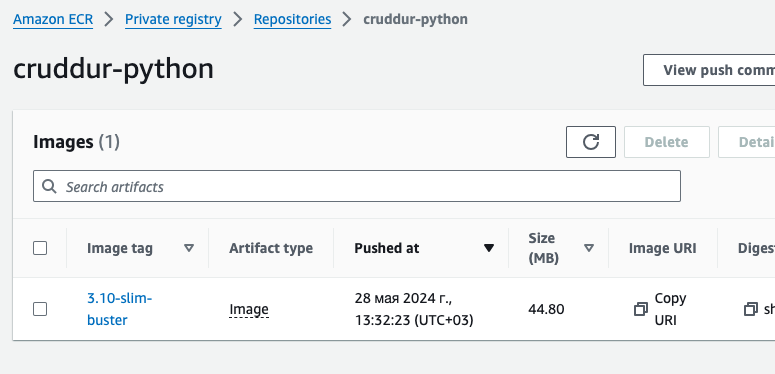 Amazon ECR > Private registry > Repositories > cruddur-python
cruddur-python
View push comm
Images (1)
Delete
Detai
Search artifacts
Image tag
Artifact type
Pushed at
Size
(MB)
Image URI
Digest
3.10-slim-
buster
Image
28 мая 2024 г.,
13:32:23 (UTC+03)
44.80
Copy
URI
sh